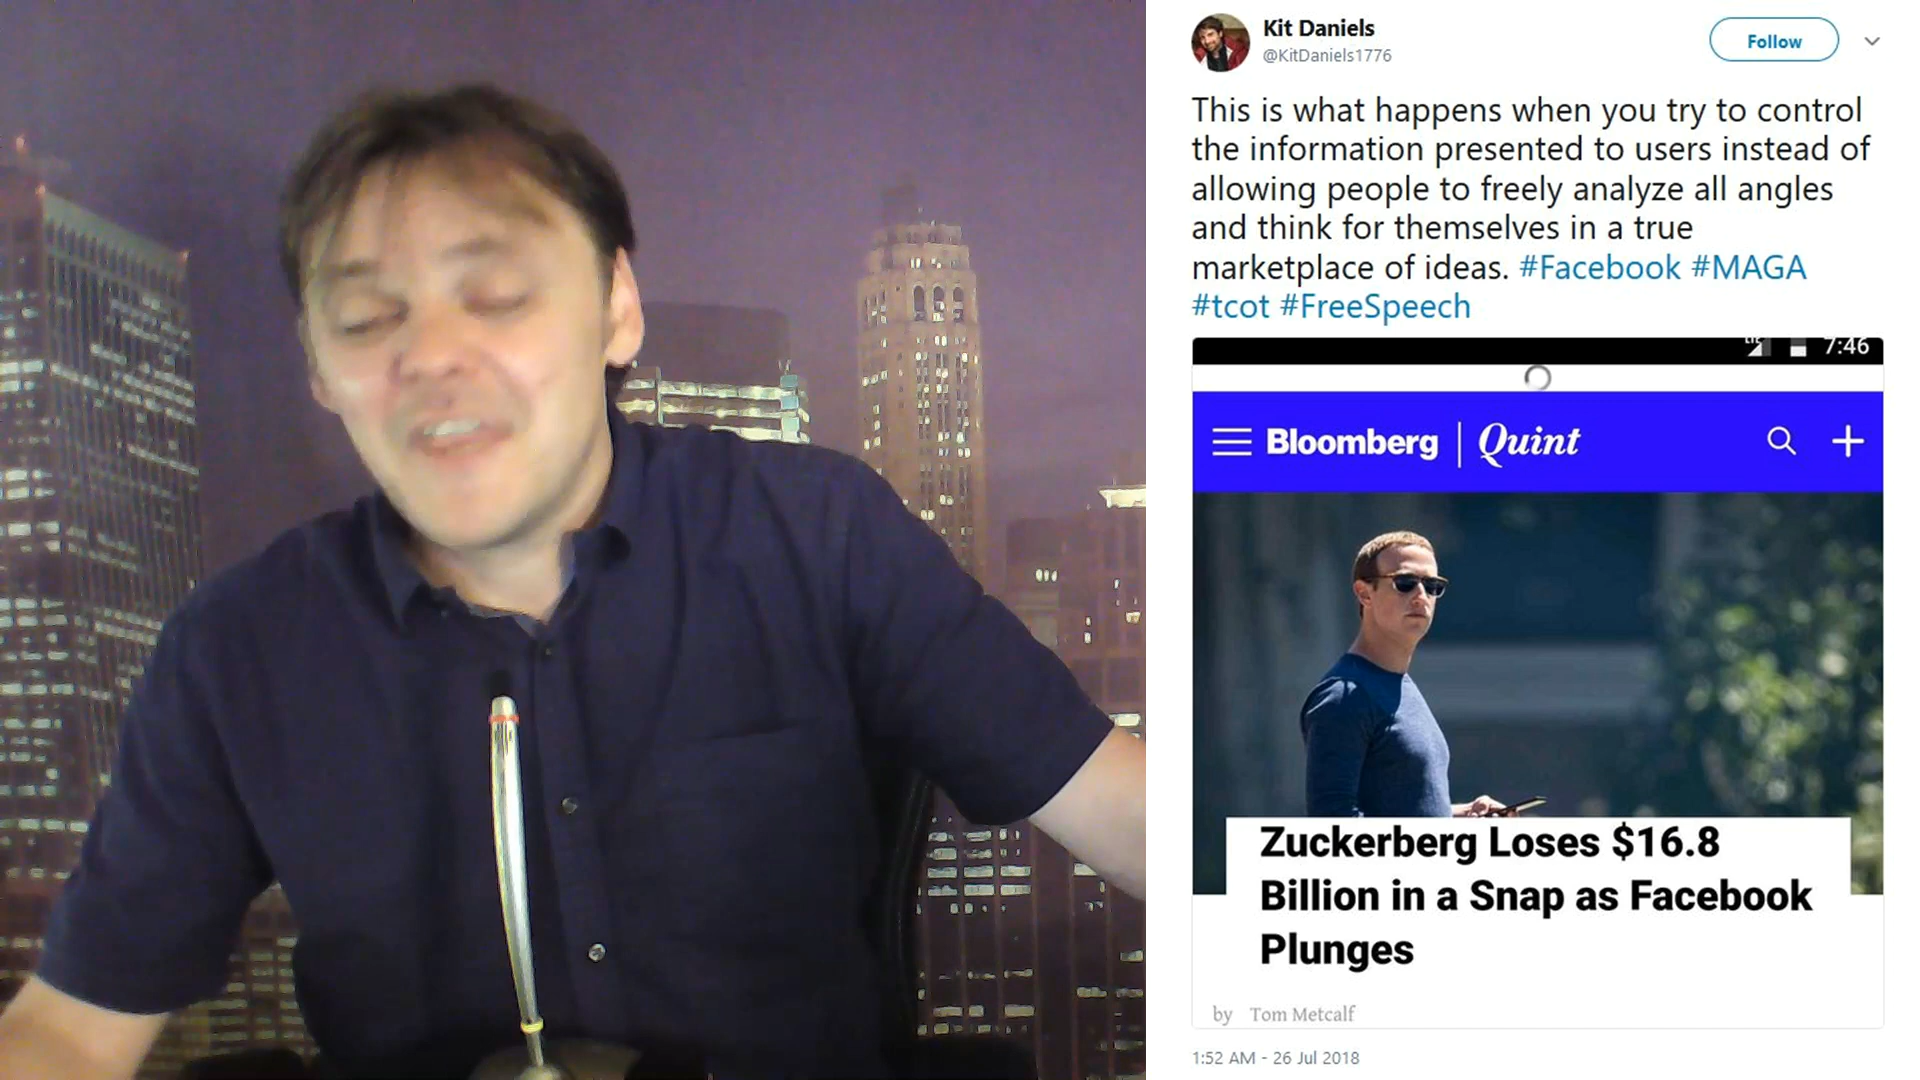 Kit Daniels
@KitDaniels1776
Follow
This is what happens when you try to control
the information presented to users instead of
allowing people to freely analyze all angles
and think for themselves in a true
marketplace of ideas. #Facebook #MAGA
#tcot #FreeSpeech
LTE 7:46
Bloomberg | Quint
Zuckerberg Loses $16.8
Billion in a Snap as Facebook
Plunges
by Tom Metcalf
1:52 AM - 26 Jul 2018